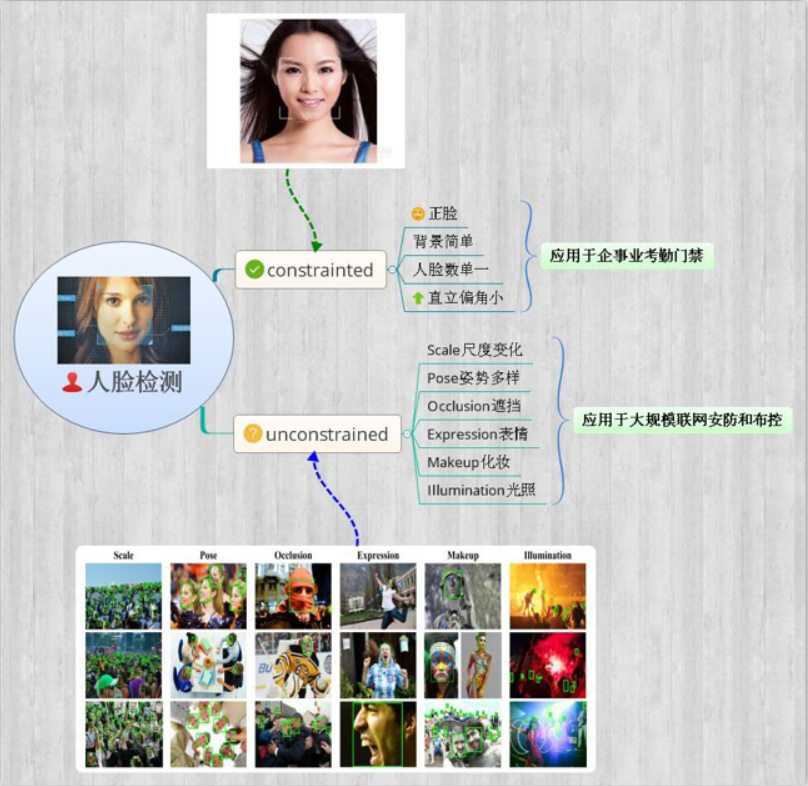 正脸
背景简单
constrainted
人脸数单一
直立偏角小
应用于企事业考勤门禁
人脸检测
unconstrained
Scale尺度变化
Pose姿势多样
Occlusion遮挡
Expression表情
Makeup化妆
Illumination光照
应用于大规模联网安防和布控
Scale Pose Occlusion Expression Makeup Illumination